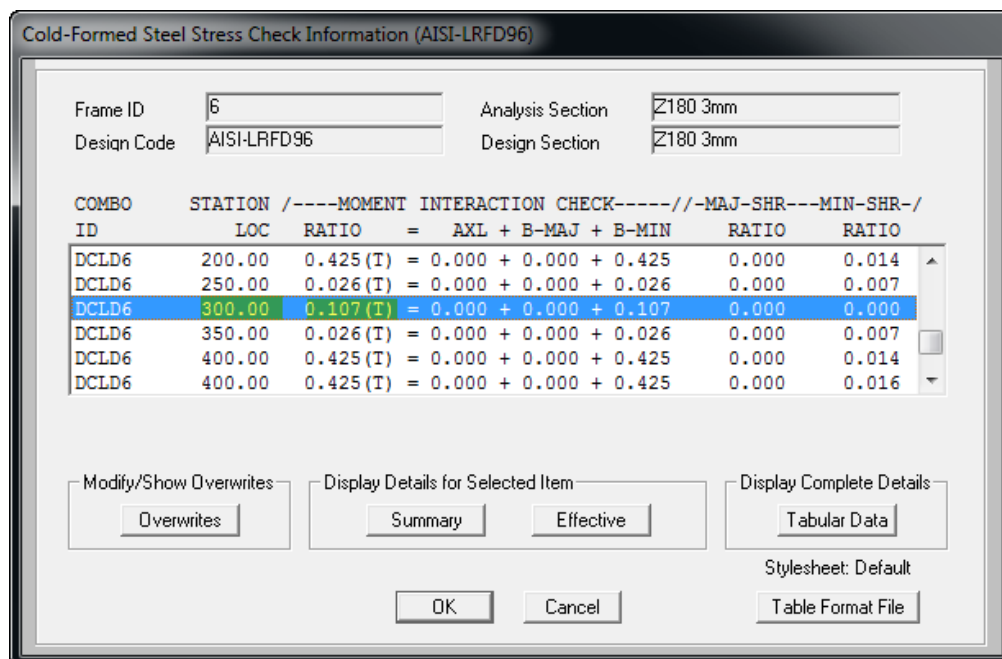 Cold-Formed Steel Stress Check Information (AISI-LRFD96)
Frame ID 6 Analysis Section Z180 3mm
Design Code AISI-LRFD96 Design Section Z180 3mm
COMBO STATION /----MOMENT INTERACTION CHECK-----//-MAJ-SHR---MIN-SHR-/
ID LOC RATIO = AXL + B-MAJ + B-MIN RATIO RATIO
DCLD6 200.00 0.425(T) = 0.000 + 0.000 + 0.425 0.000 0.014
DCLD6 250.00 0.026(T) = 0.000 + 0.000 + 0.026 0.000 0.007
DCLD6 300.00 0.107(T) = 0.000 + 0.000 + 0.107 0.000 0.000
DCLD6 350.00 0.026(T) = 0.000 + 0.000 + 0.026 0.000 0.007
DCLD6 400.00 0.425(T) = 0.000 + 0.000 + 0.425 0.000 0.014
DCLD6 400.00 0.425(T) = 0.000 + 0.000 + 0.425 0.000 0.016
Modify/Show Overwrites Display Details for Selected Item Display Complete Details
Overwrites Summary Effective Tabular Data
Stylesheet: Default
OK Cancel Table Format File